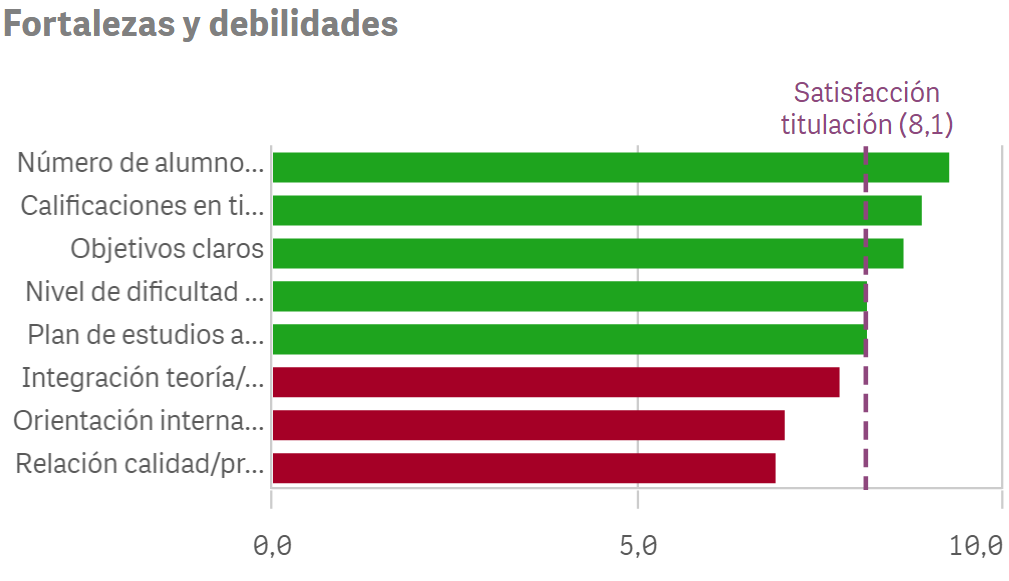 Fortalezas y debilidades
Satisfacción
titulación (8,1)
Número de alumno...
Calificaciones en ti...
Objetivos claros
Nivel de dificultad ...
Plan de estudios a...
Integración teoría/...
Orientación interna...
Relación calidad/pr...
0,0 5,0 10,0